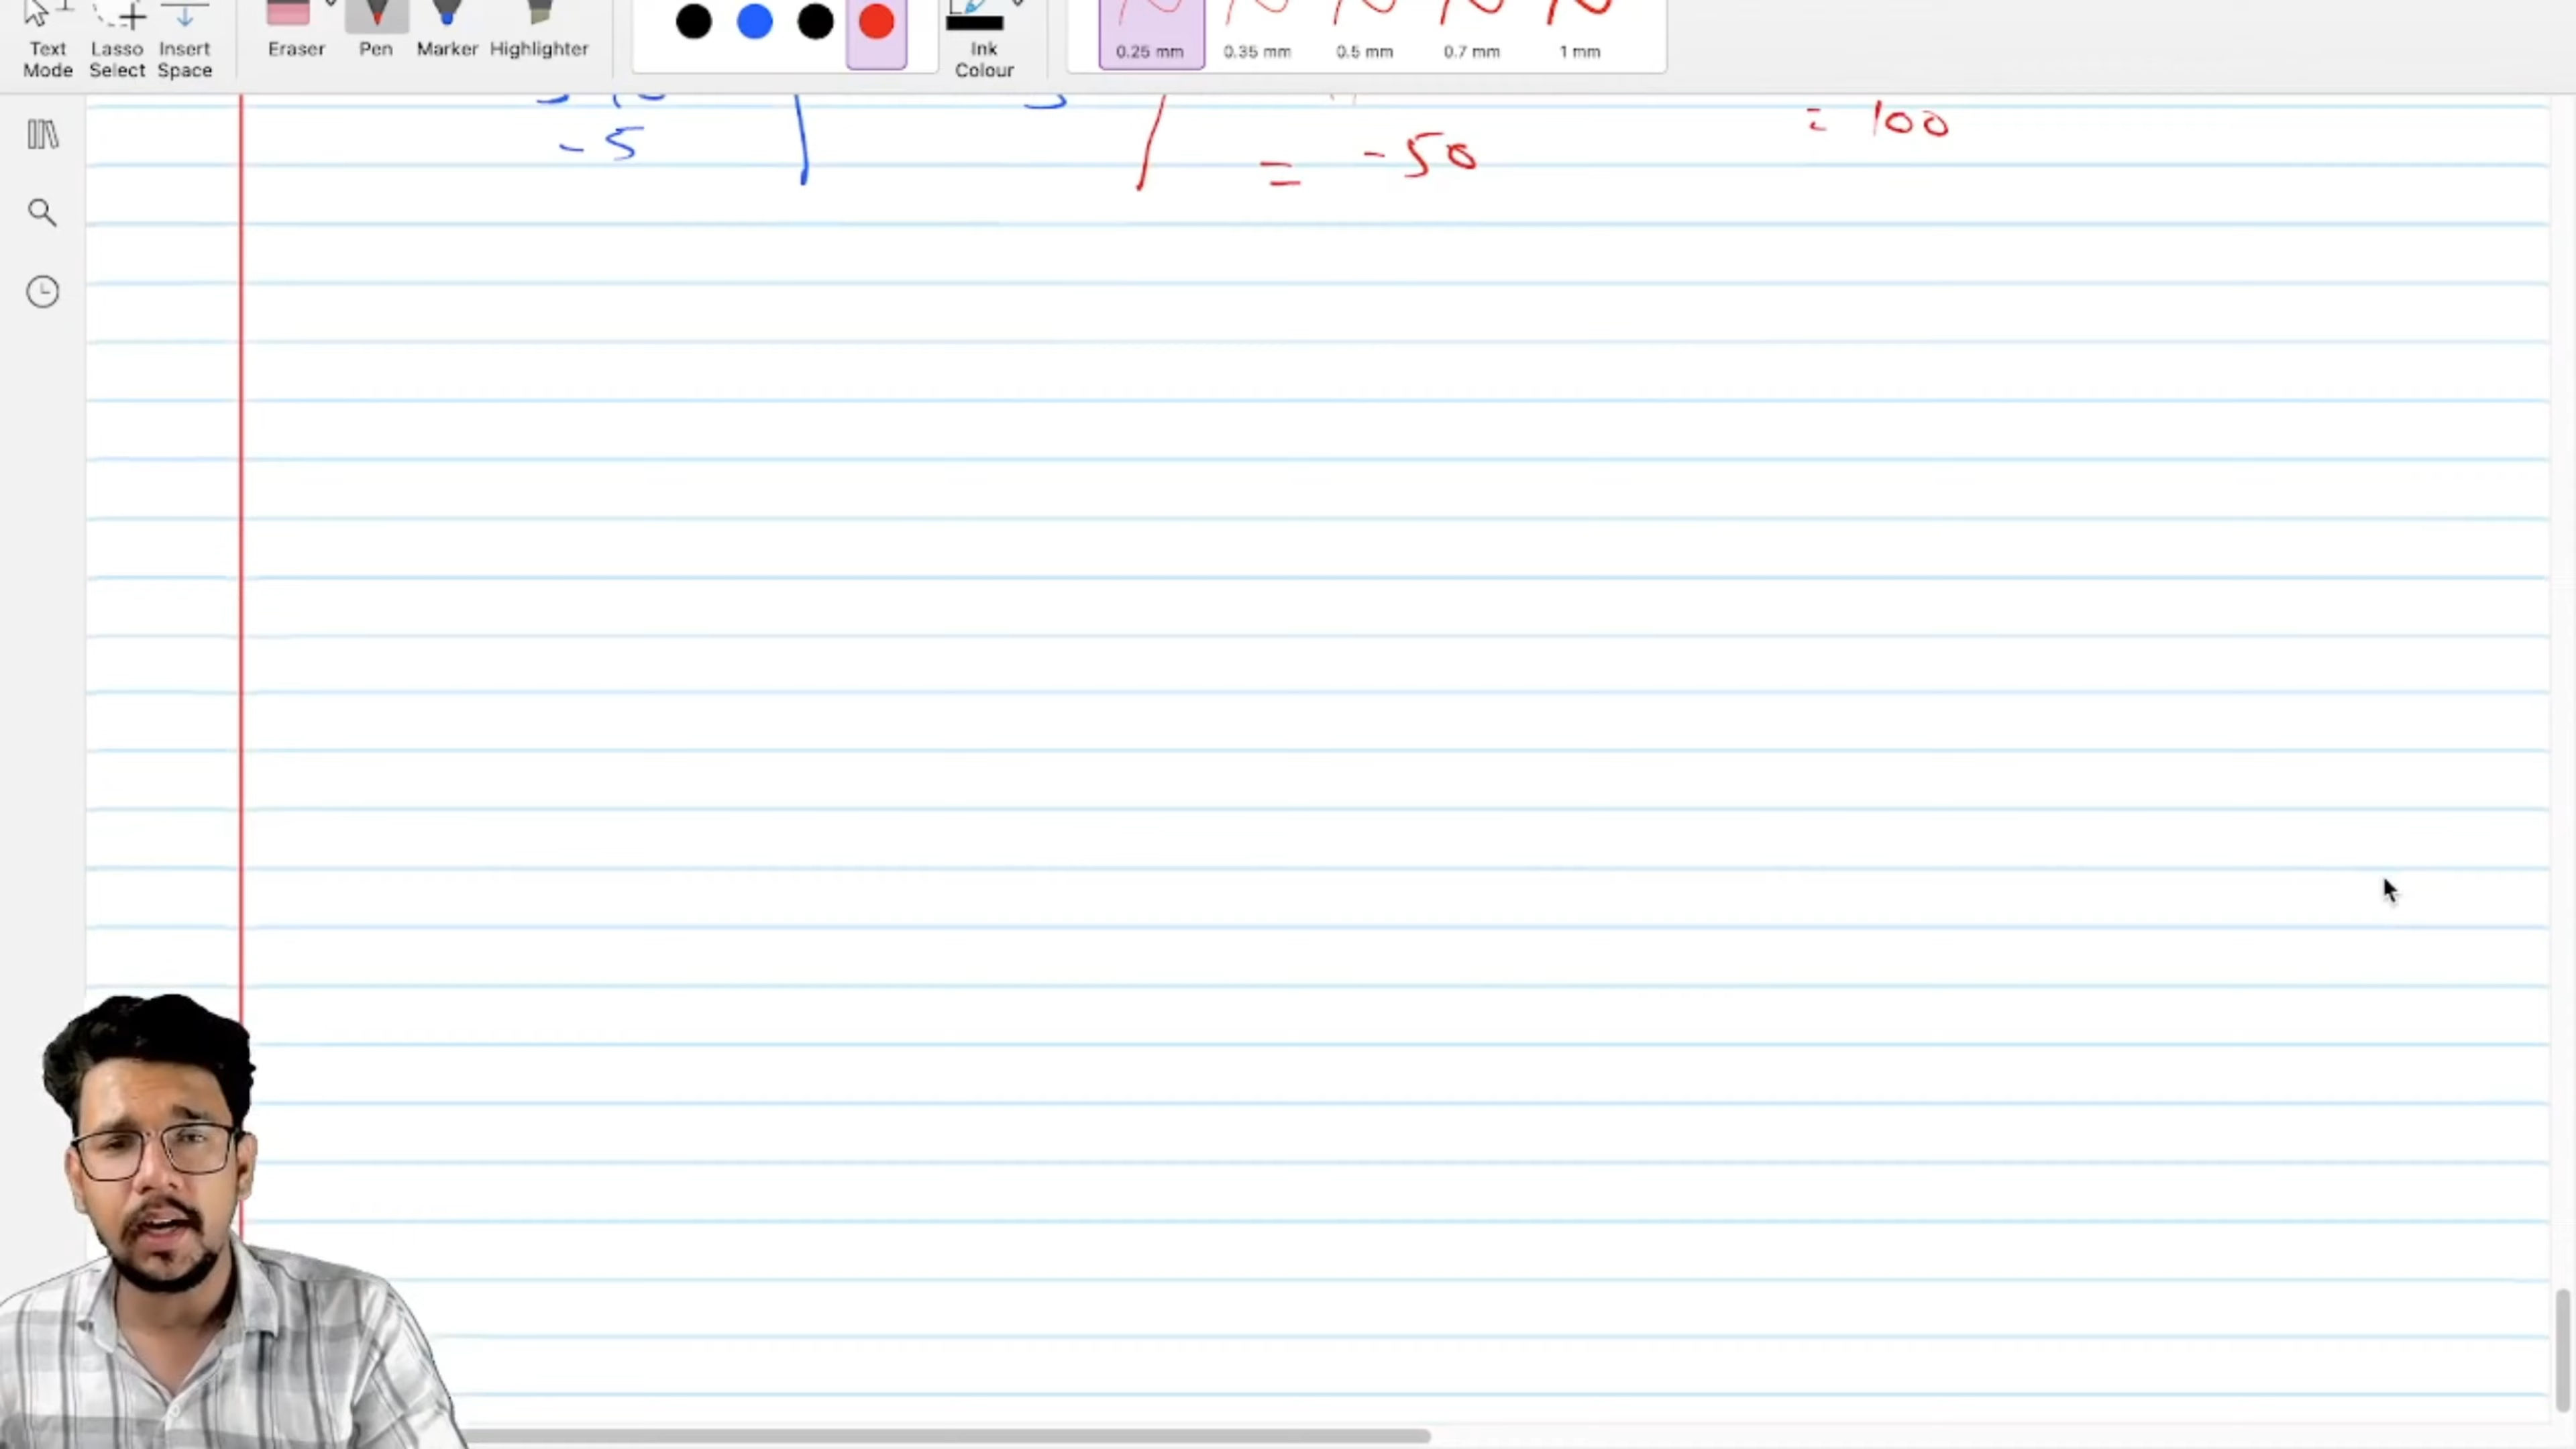 Text Mode
Lasso Select
Insert Space
Eraser
Pen
Marker
Highlighter
Ink Colour
0.25 mm
0.35 mm
0.5 mm
0.7 mm
1 mm
= 100
- 5
= - 50